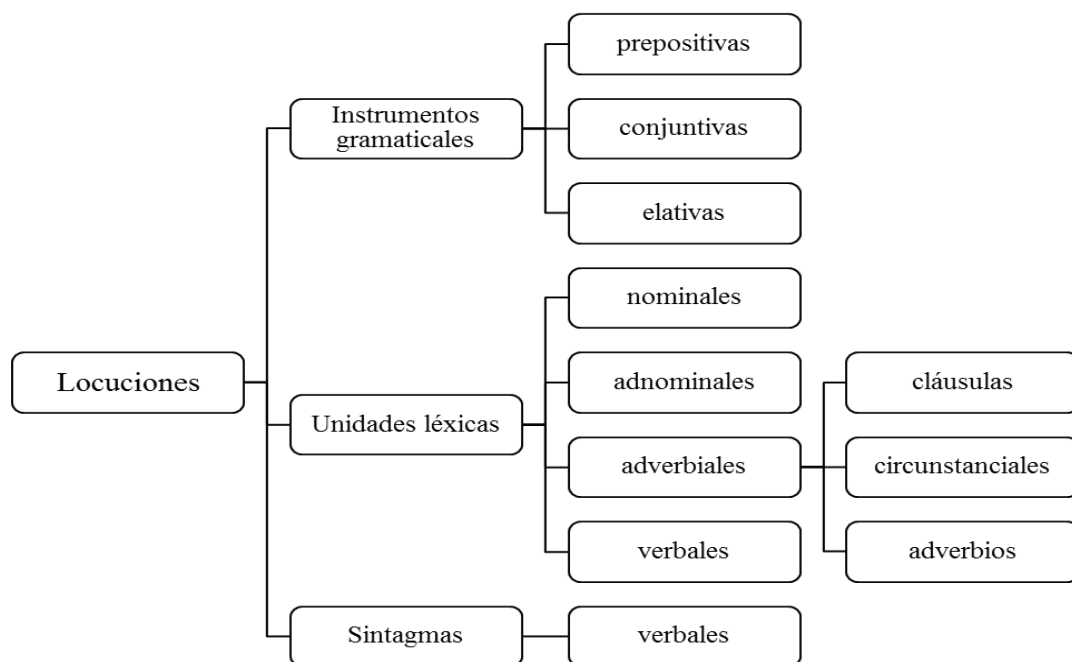 Locuciones
Instrumentos
gramaticales
prepositivas
conjuntivas
elativas
Unidades léxicas
nominales
adnominales
adverbiales
cláusulas
circunstanciales
adverbios
verbales
Sintagmas
verbales